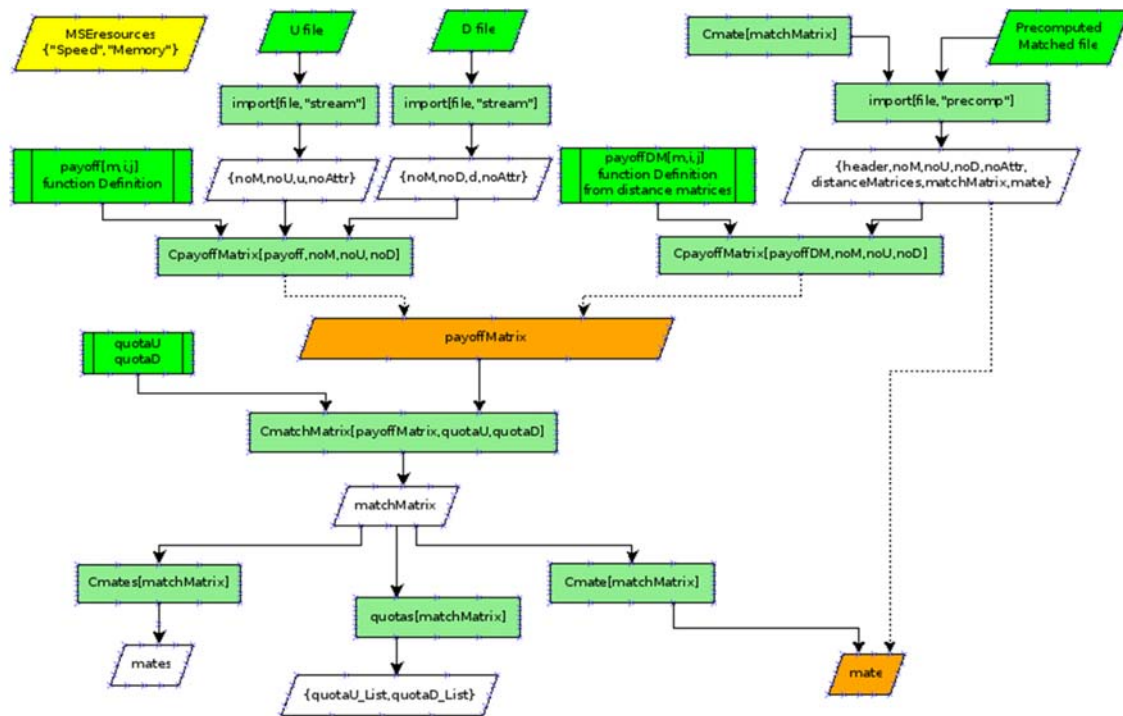 MSEresources
{"Speed","Memory"}
U file
D file
Cmate[matchMatrix]
Precomputed
Matched file
import[file,"stream"]
import[file,"stream"]
import[file,"precomp"]
payoff[m,i,j]
function Definition
{noM,noU,u,noAttr}
{noM,noD,d,noAttr}
payoffDM[m,i,j]
function Definition
from distance matrices
{header,noM,noU,noD,noAttr,
distanceMatrices,matchMatrix,mate}
CpayoffMatrix[payoff,noM,noU,noD]
CpayoffMatrix[payoffDM,noM,noU,noD]
payoffMatrix
quotaU
quotaD
CmatchMatrix[payoffMatrix,quotaU,quotaD]
matchMatrix
Cmates[matchMatrix]
Cmate[matchMatrix]
quotas[matchMatrix]
mates
mate
{quotaU_List,quotaD_List}